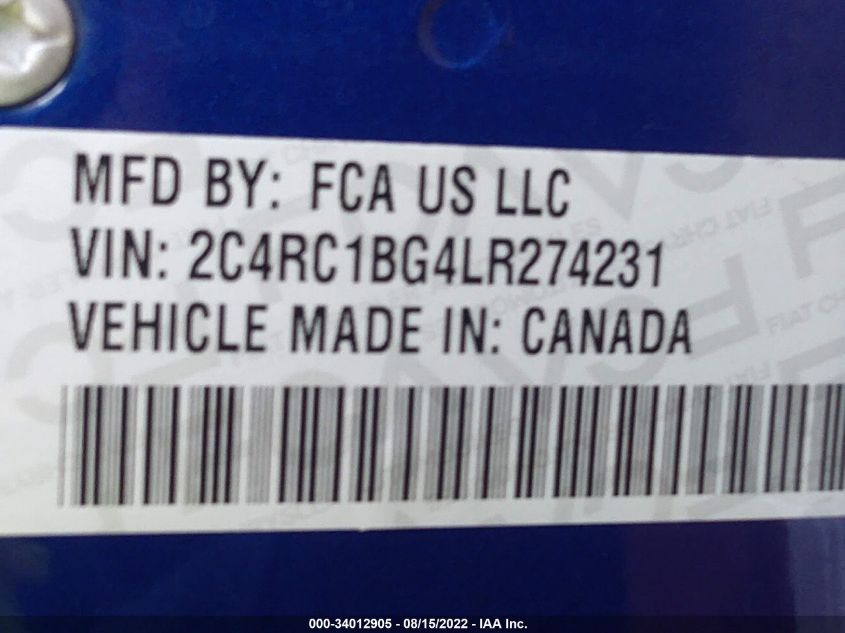 MFD BY: FCA US LLC
VIN: 2C4RC1BG4LR274231
VEHICLE MADE IN: CANADA
000-34012905 - 08/15/2022 - IAA Inc.